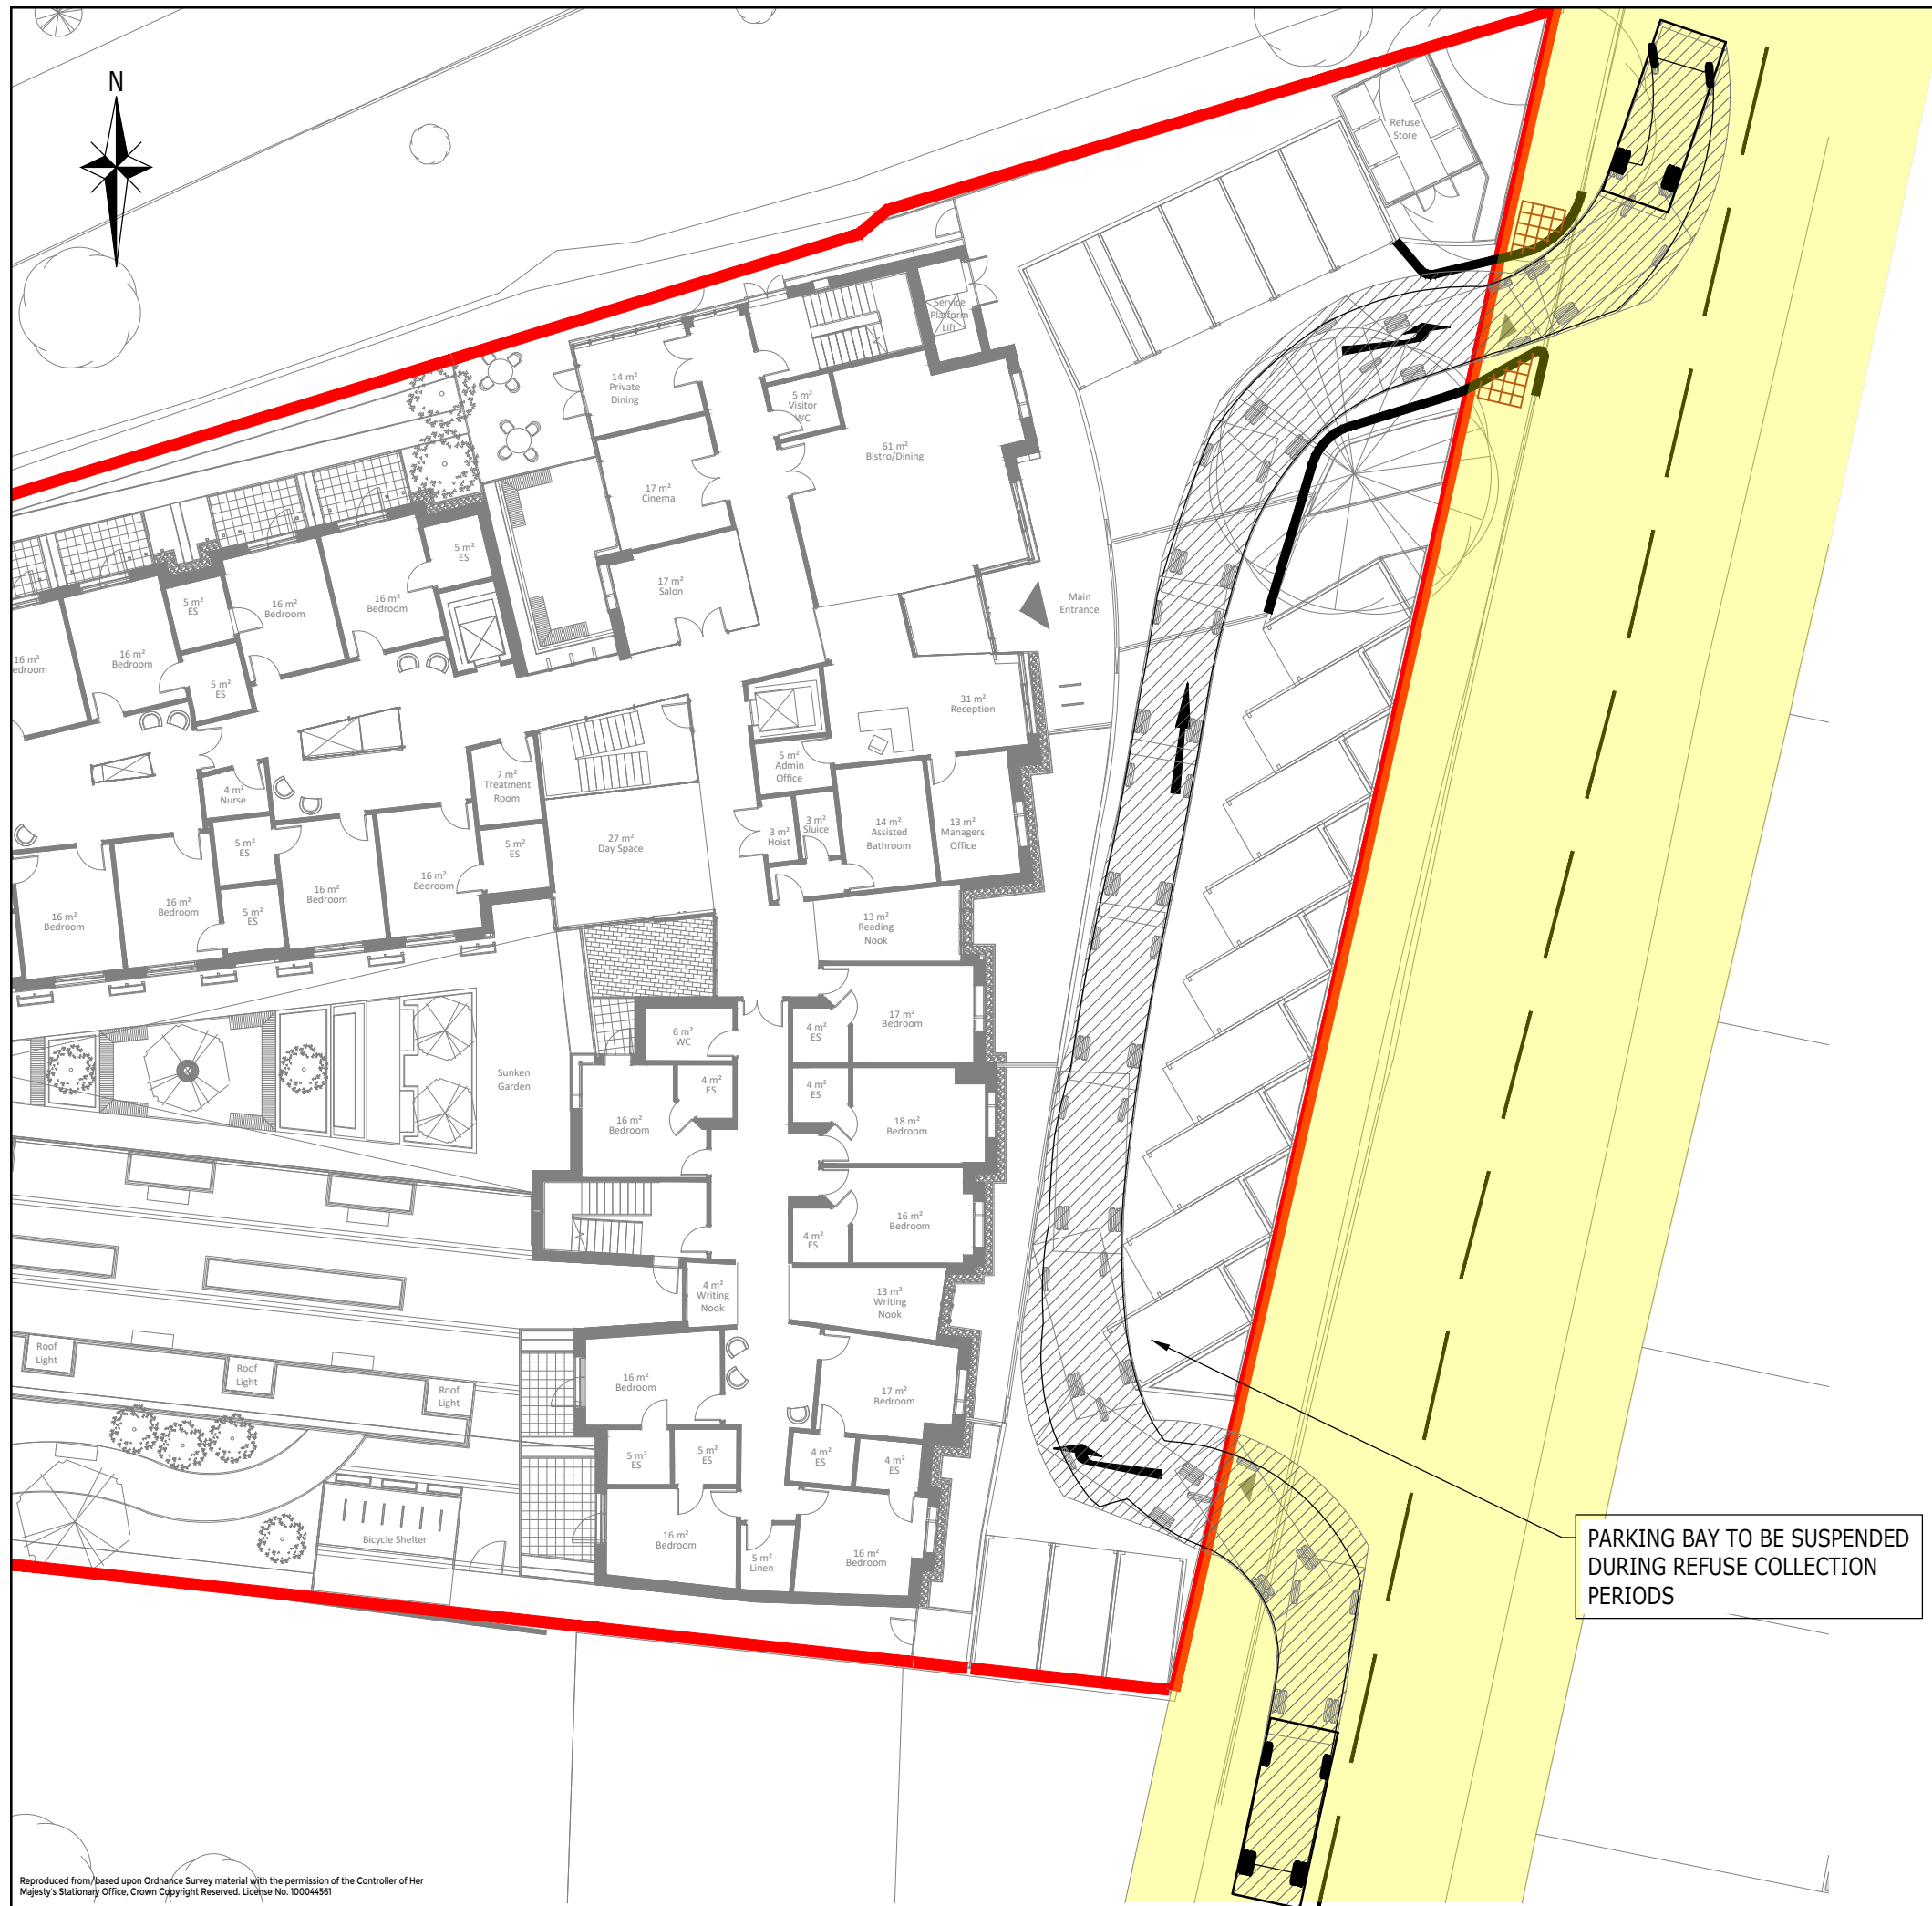 N
Refuse
Store
Service
Platform
Lift
14 m²
Private
Dining
5 m²
Visitor
WC
Out
61 m²
Bistro/Dining
17 m²
Cinema
5 m²
ES
17 m²
Salon
16 m²
Bedroom
16 m²
Bedroom
5 m²
ES
Main
Entrance
16 m²
Bedroom
5 m²
ES
31 m²
Reception
5 m²
Admin
Office
7 m²
Treatment
Room
4 m²
Nurse
3 m²
Hoist
3 m²
Sluice
14 m²
Assisted
Bathroom
13 m²
Managers
Office
27 m²
Day Space
5 m²
ES
5 m²
ES
16 m²
Bedroom
16 m²
Bedroom
16 m²
Bedroom
16 m²
Bedroom
5 m²
ES
13 m²
Reading
Nook
17 m²
Bedroom
4 m²
ES
6 m²
WC
Sunken
Garden
4 m²
ES
4 m²
ES
16 m²
Bedroom
18 m²
Bedroom
16 m²
Bedroom
4 m²
ES
4 m²
Writing
Nook
13 m²
Writing
Nook
Roof
Light
Roof
Light
Roof
Light
16 m²
Bedroom
17 m²
Bedroom
5 m²
ES
5 m²
ES
4 m²
ES
4 m²
ES
In
Bicycle Shelter
16 m²
Bedroom
5 m²
Linen
16 m²
Bedroom
PARKING BAY TO BE SUSPENDED
DURING REFUSE COLLECTION
PERIODS
Reproduced from/based upon Ordnance Survey material with the permission of the Controller of Her
Majesty's Stationary Office, Crown Copyright Reserved. License No. 100044561